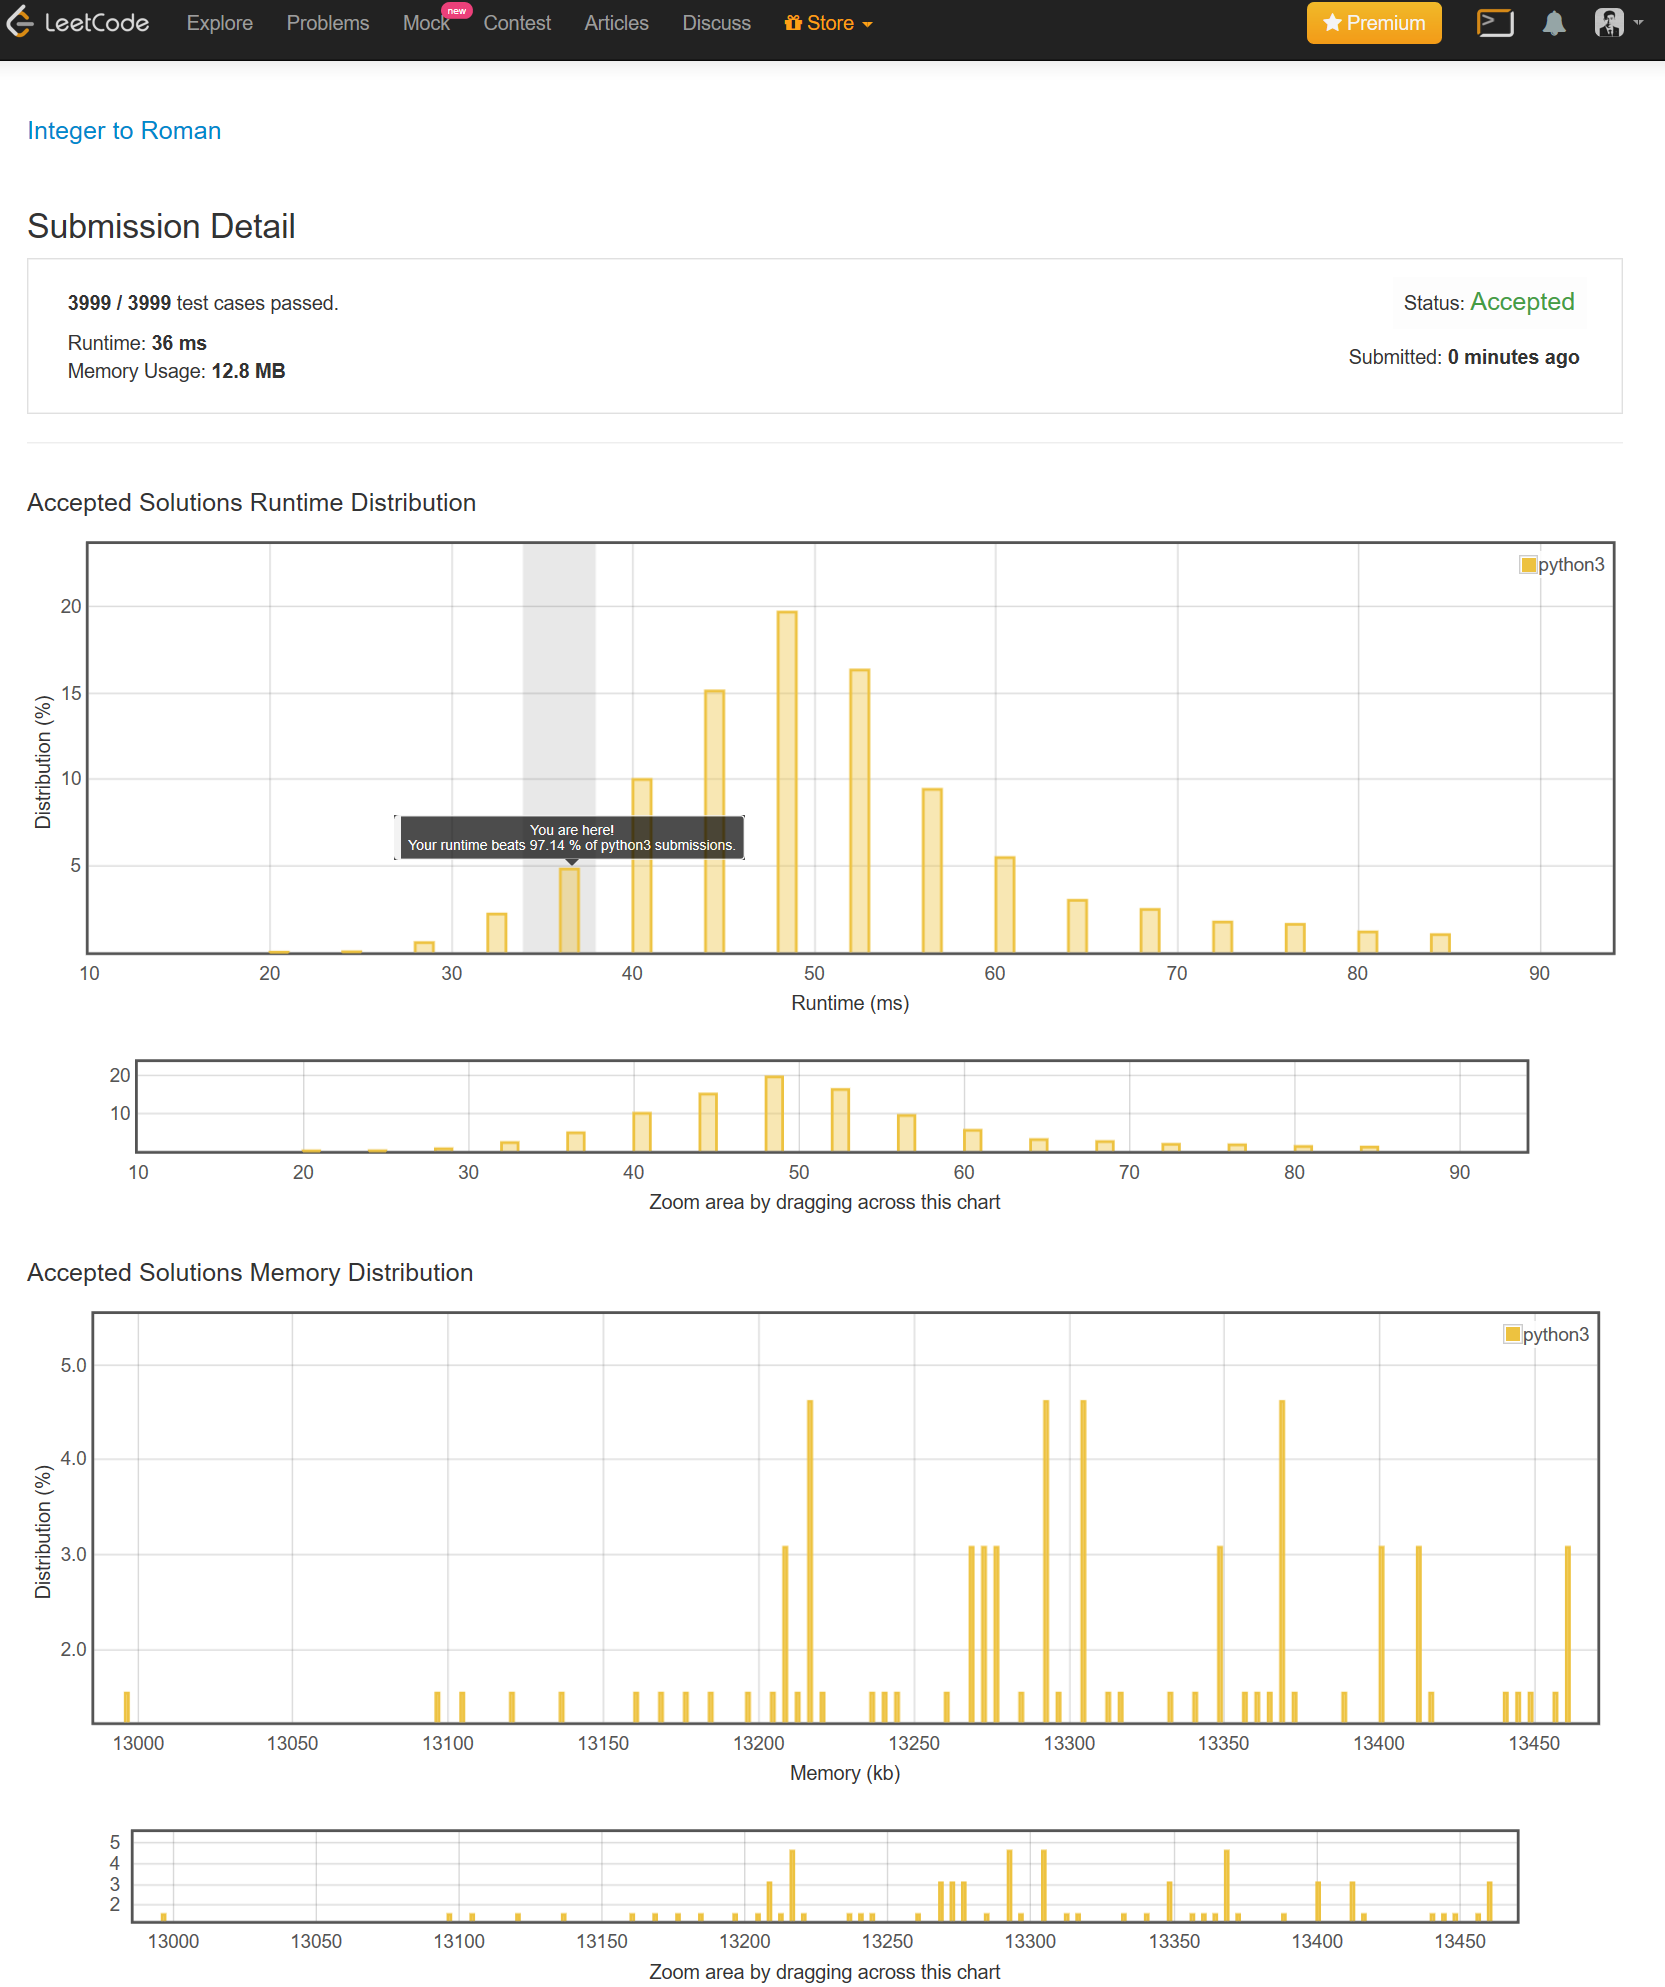 LeetCode Explore Problems Mock new Contest Articles Discuss Store Premium
Integer to Roman
Submission Detail
3999 / 3999 test cases passed.
Status: Accepted
Runtime: 36 ms
Submitted: 0 minutes ago
Memory Usage: 12.8 MB
Accepted Solutions Runtime Distribution
python3
20
15
10
5
Distribution (%)
You are here!
Your runtime beats 97.14 % of python3 submissions.
10 20 30 40 50 60 70 80 90
Runtime (ms)
20
10
10 20 30 40 50 60 70 80 90
Zoom area by dragging across this chart
Accepted Solutions Memory Distribution
python3
5.0
4.0
3.0
2.0
Distribution (%)
13000 13050 13100 13150 13200 13250 13300 13350 13400 13450
Memory (kb)
5
4
3
2
13000 13050 13100 13150 13200 13250 13300 13350 13400 13450
Zoom area by dragging across this chart